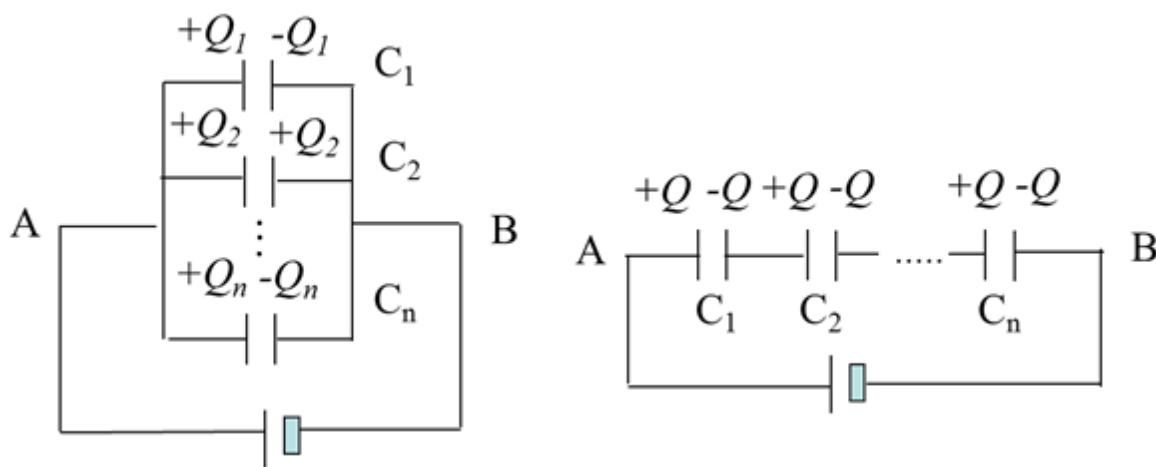 +Q₁ -Q₁
C₁
+Q₂ +Q₂
C₂
A
B
⋮
+Qₙ -Qₙ
Cₙ
+Q -Q +Q -Q +Q -Q
A ..... B
C₁ C₂ Cₙ